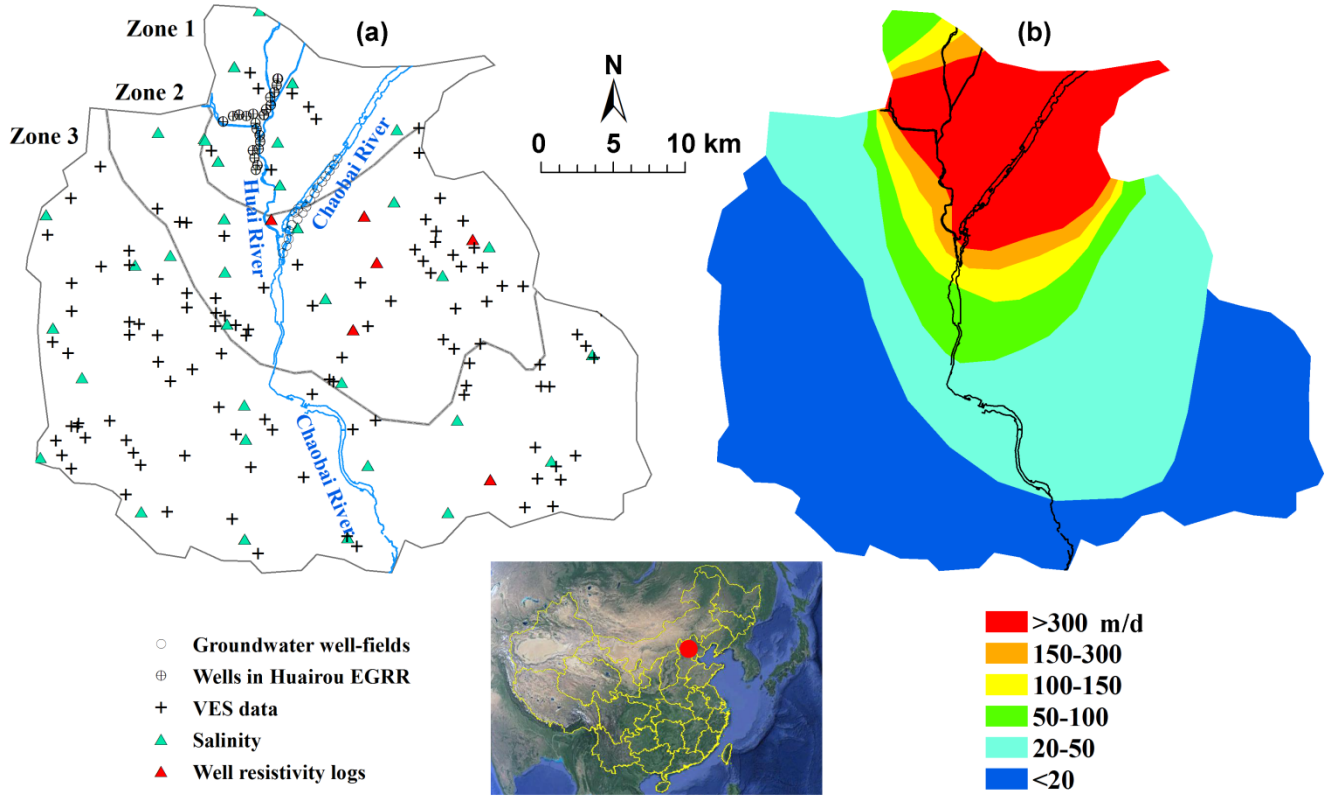 Zone 1
(a)
(b)
N
Zone 2
0 5 10 km
Zone 3
Huai River
Chaobai River
Chaobai River
Groundwater well-fields
Wells in Huairou EGRR
VES data
Salinity
Well resistivity logs
>300 m/d
150-300
100-150
50-100
20-50
<20